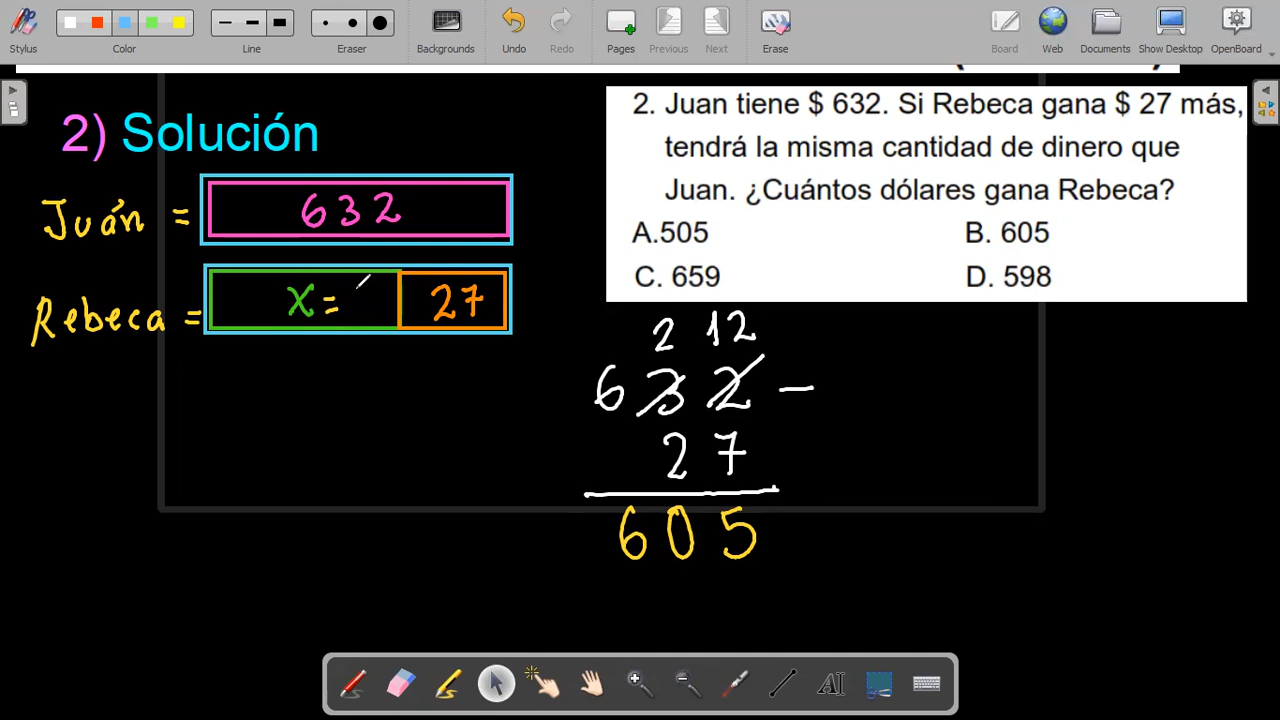 Stylus
Color
Line
Eraser
Backgrounds
Undo
Redo
Pages
Previous
Next
Erase
Board
Web
Documents
Show Desktop
OpenBoard
2) Solución
Juán = 632
Rebeca = x= 27
2. Juan tiene $ 632. Si Rebeca gana $ 27 más,
tendrá la misma cantidad de dinero que
Juan. ¿Cuántos dólares gana Rebeca?
A.505 B. 605
C. 659 D. 598
2 12
632 -
27
605
AI